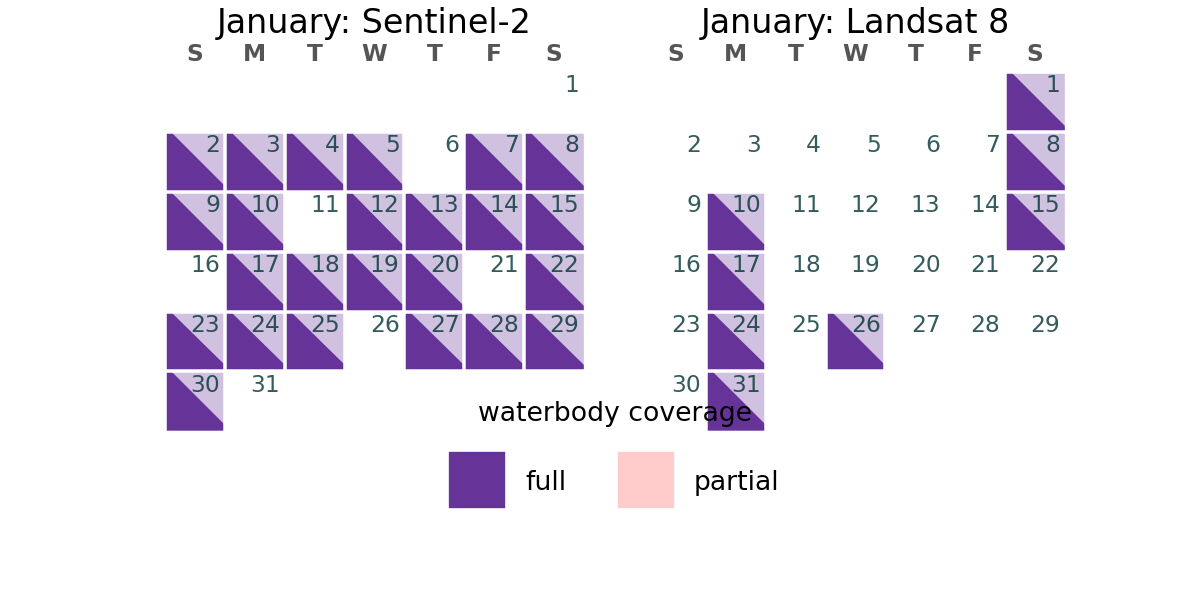 January: Sentinel-2
S M T W T F S
1
2 3 4 5 6 7 8
9 10 11 12 13 14 15
16 17 18 19 20 21 22
23 24 25 26 27 28 29
30 31
January: Landsat 8
S M T W T F S
1
2 3 4 5 6 7 8
9 10 11 12 13 14 15
16 17 18 19 20 21 22
23 24 25 26 27 28 29
30 31
waterbody coverage
full partial